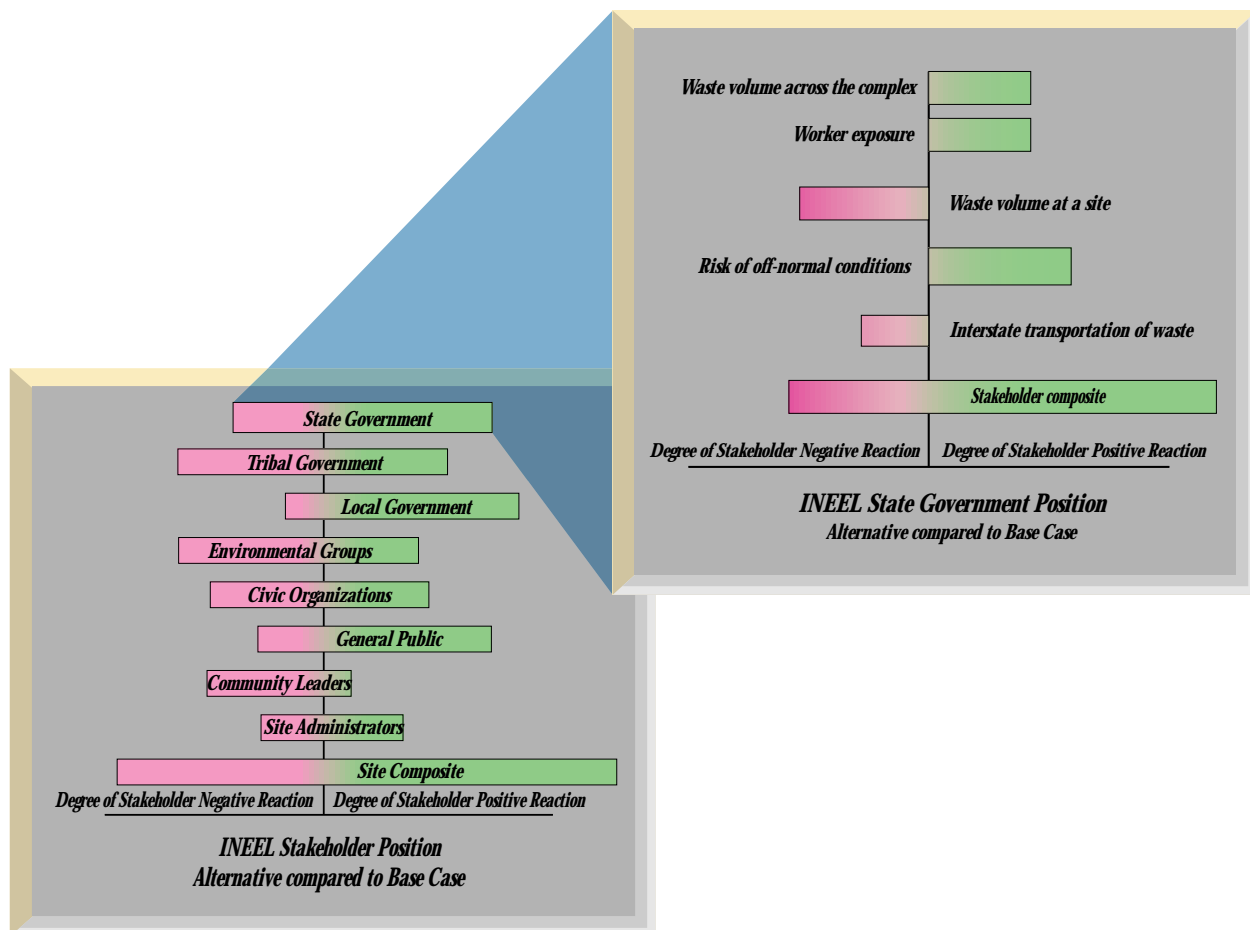 Waste volume across the complex
Worker exposure
Waste volume at a site
Risk of off-normal conditions
Interstate transportation of waste
Stakeholder composite
Degree of Stakeholder Negative Reaction
Degree of Stakeholder Positive Reaction
INEEL State Government Position
Alternative compared to Base Case
State Government
Tribal Government
Local Government
Environmental Groups
Civic Organizations
General Public
Community Leaders
Site Administrators
Site Composite
Degree of Stakeholder Negative Reaction
Degree of Stakeholder Positive Reaction
INEEL Stakeholder Position
Alternative compared to Base Case